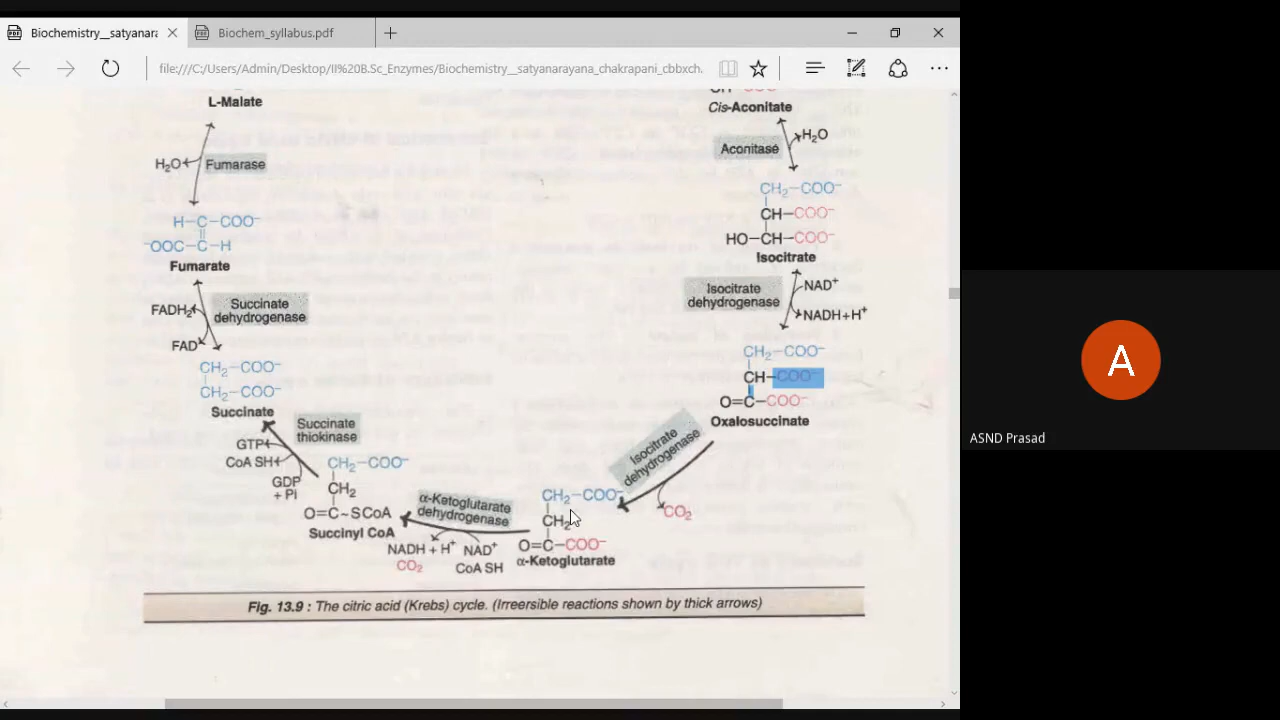 Biochemistry__satyanara
Biochem_syllabus.pdf
file:///C:/Users/Admin/Desktop/II%20B.Sc_Enzymes/Biochemistry__satyanarayana_chakrapani_cbbxch.
L-Malate
H₂O
Fumarase
H–C–COO⁻
⁻OOC–C–H
Fumarate
FADH₂
Succinate
dehydrogenase
FAD
CH₂–COO⁻
CH₂–COO⁻
Succinate
Succinate
thiokinase
GTP
CoA SH
GDP
+ Pi
CH₂–COO⁻
CH₂
O=C~SCoA
Succinyl CoA
α-Ketoglutarate
dehydrogenase
NADH + H⁺
NAD⁺
CO₂
CoA SH
CH₂–COO⁻
CH₂
O=C–COO⁻
α-Ketoglutarate
Isocitrate
dehydrogenase
CO₂
Cis-Aconitate
Aconitase
H₂O
CH₂–COO⁻
CH–COO⁻
HO–CH–COO⁻
Isocitrate
Isocitrate
dehydrogenase
NAD⁺
NADH+H⁺
CH₂–COO⁻
CH–COO⁻
O=C–COO⁻
Oxalosuccinate
Fig. 13.9 : The citric acid (Krebs) cycle. (Irreersible reactions shown by thick arrows)
A
ASND Prasad